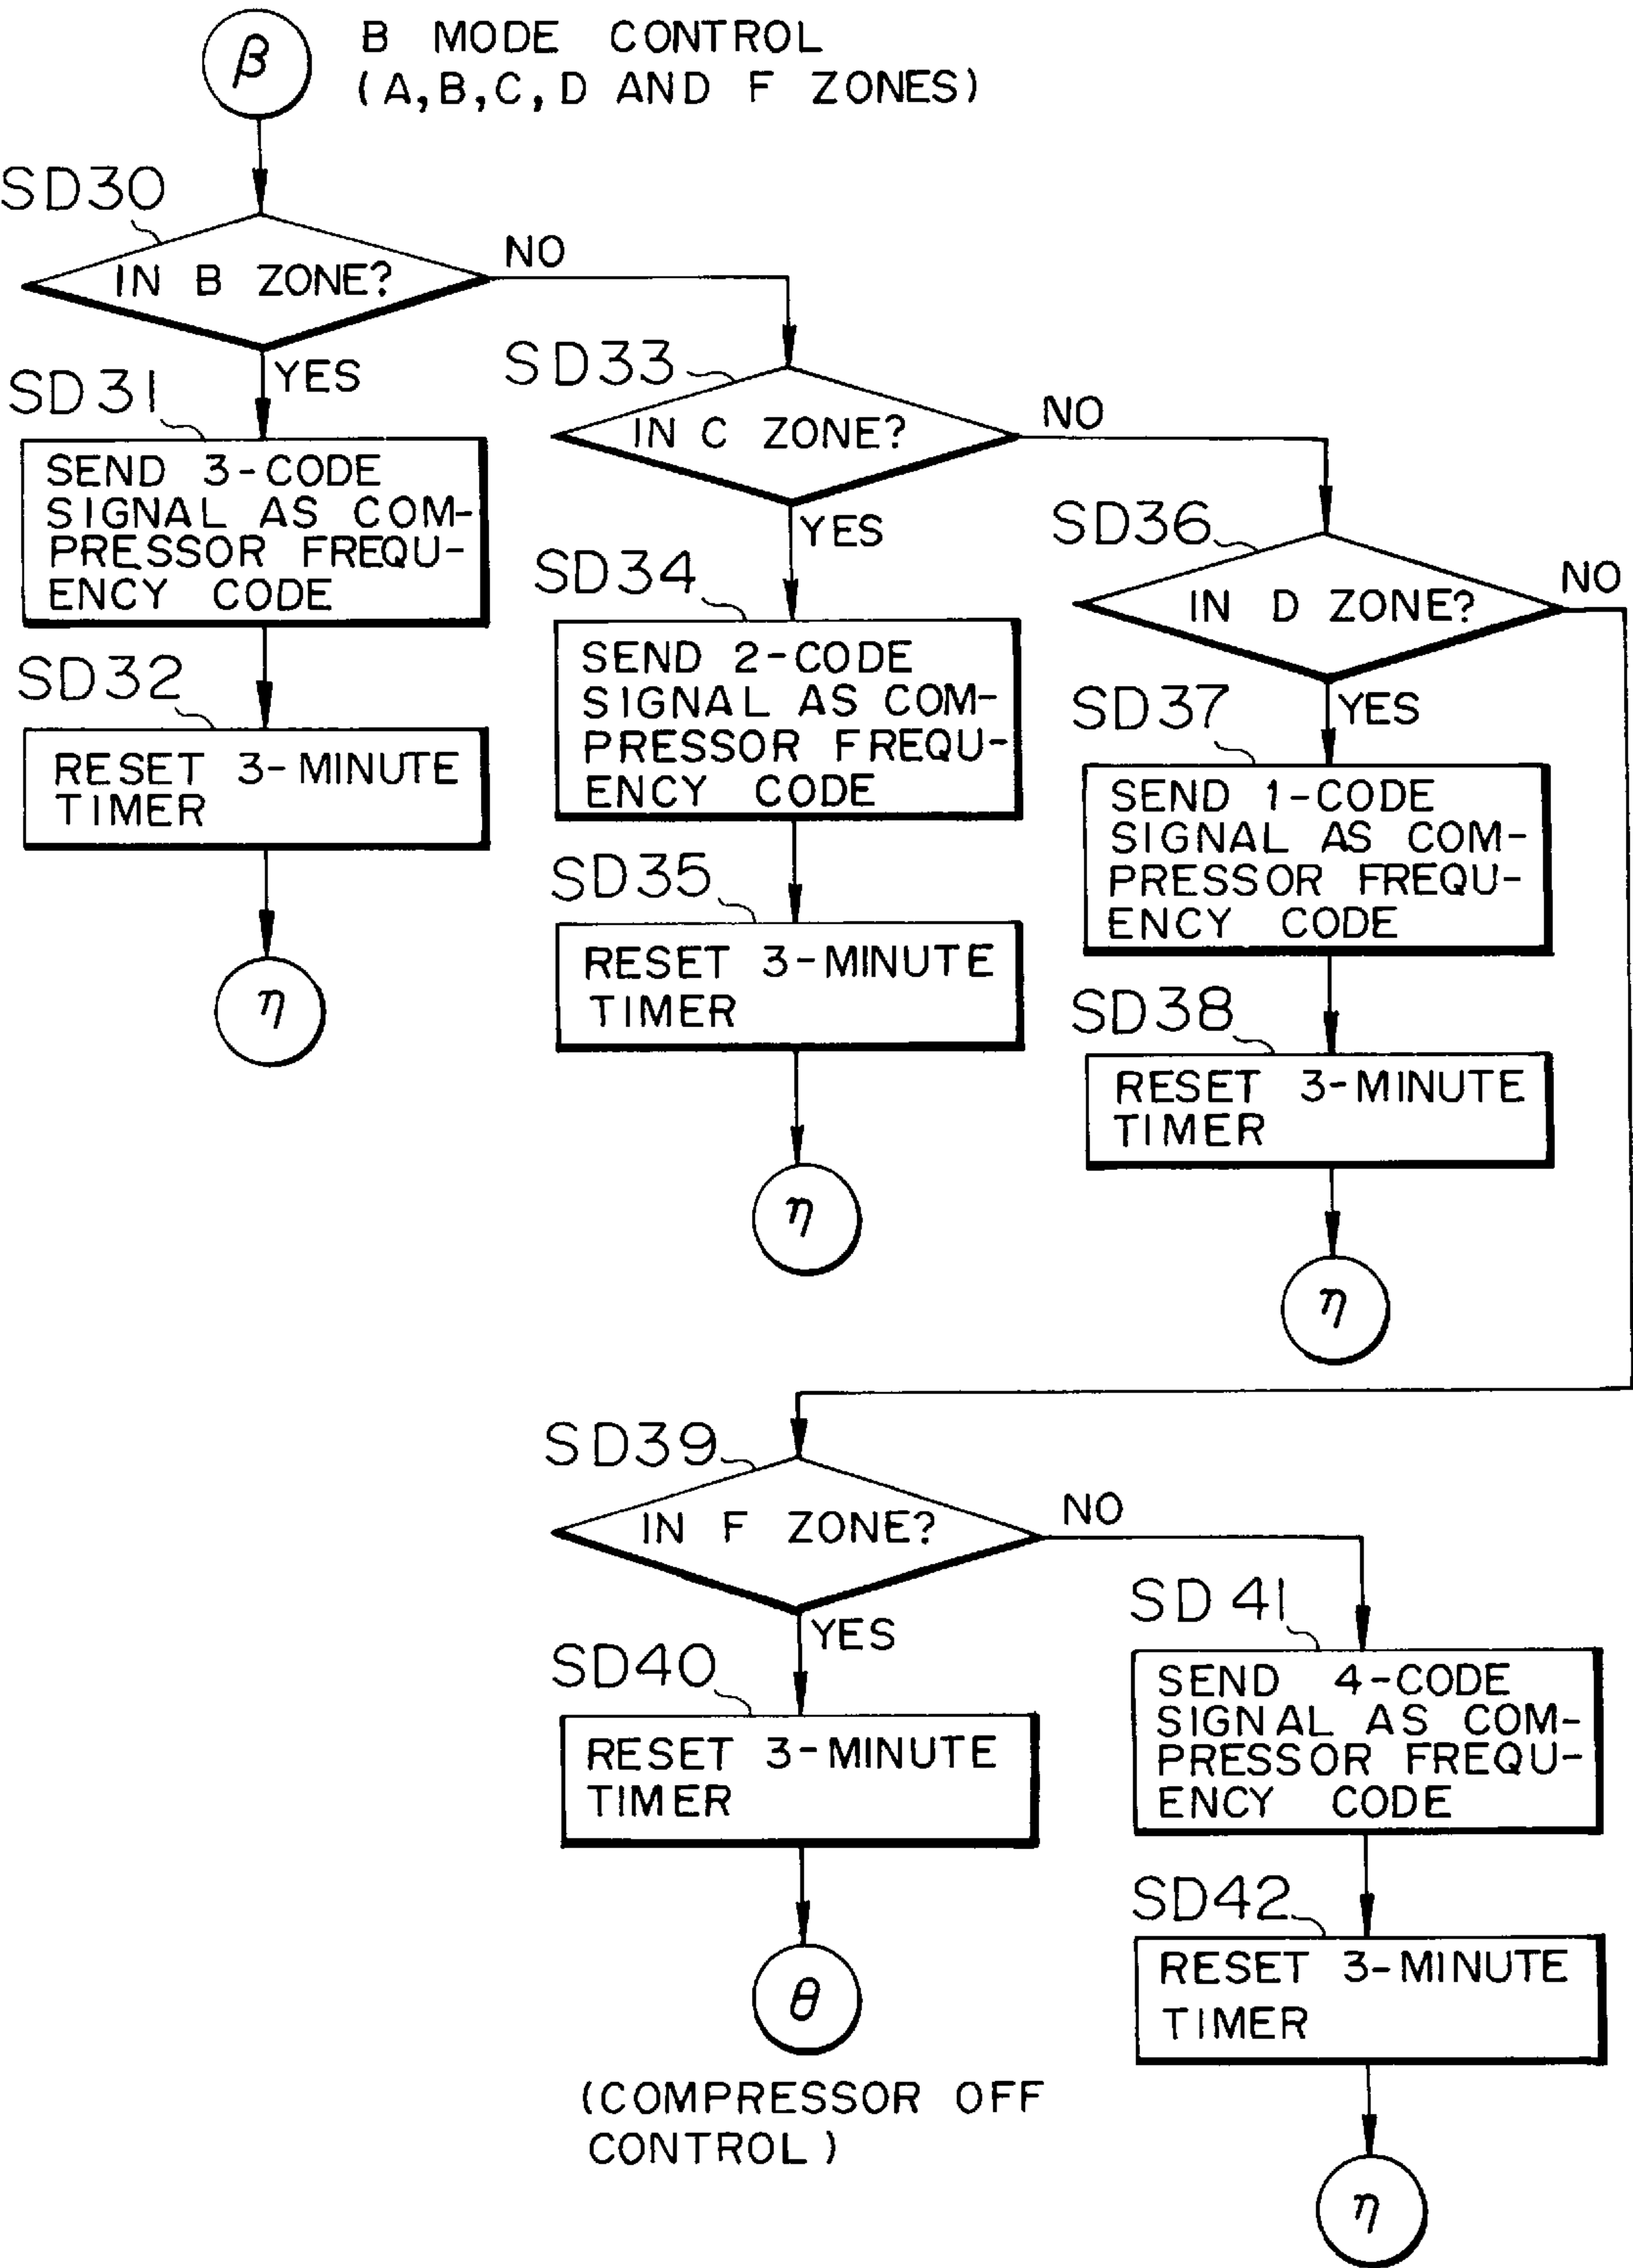 β
B MODE CONTROL
(A,B,C,D AND F ZONES)
SD30
IN B ZONE?
NO
YES
SD31
SEND 3-CODE
SIGNAL AS COM-
PRESSOR FREQU-
ENCY CODE
SD32
RESET 3-MINUTE
TIMER
η
SD33
IN C ZONE?
NO
YES
SD34
SEND 2-CODE
SIGNAL AS COM-
PRESSOR FREQU-
ENCY CODE
SD35
RESET 3-MINUTE
TIMER
η
SD36
IN D ZONE?
NO
YES
SD37
SEND 1-CODE
SIGNAL AS COM-
PRESSOR FREQU-
ENCY CODE
SD38
RESET 3-MINUTE
TIMER
η
SD39
IN F ZONE?
NO
YES
SD40
RESET 3-MINUTE
TIMER
θ
(COMPRESSOR OFF
CONTROL)
SD41
SEND 4-CODE
SIGNAL AS COM-
PRESSOR FREQU-
ENCY CODE
SD42
RESET 3-MINUTE
TIMER
η